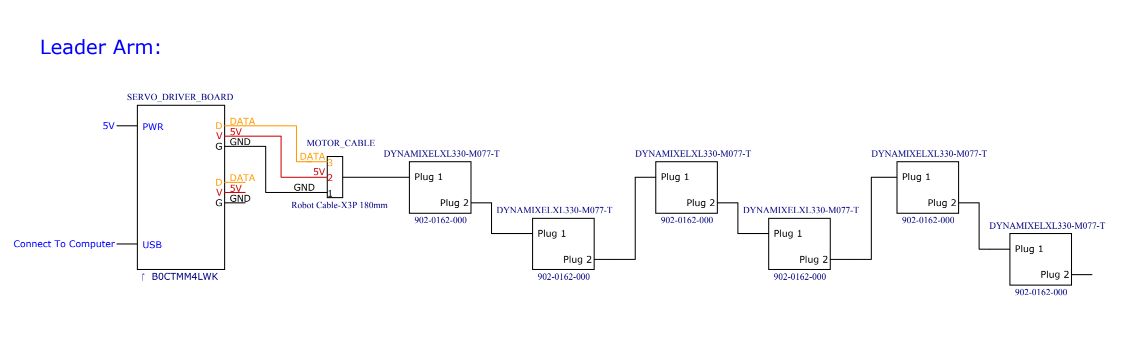 Leader Arm:
SERVO_DRIVER_BOARD
5V
PWR
D
DATA
V
5V
G
GND
D
DATA
V
5V
G
GND
Connect To Computer
USB
B0CTMM4LWK
MOTOR_CABLE
DATA
3
5V
2
GND
1
Robot Cable-X3P 180mm
DYNAMIXELXL330-M077-T
Plug 1
Plug 2
902-0162-000
DYNAMIXELXL330-M077-T
Plug 1
Plug 2
902-0162-000
DYNAMIXELXL330-M077-T
Plug 1
Plug 2
902-0162-000
DYNAMIXELXL330-M077-T
Plug 1
Plug 2
902-0162-000
DYNAMIXELXL330-M077-T
Plug 1
Plug 2
902-0162-000
DYNAMIXELXL330-M077-T
Plug 1
Plug 2
902-0162-000